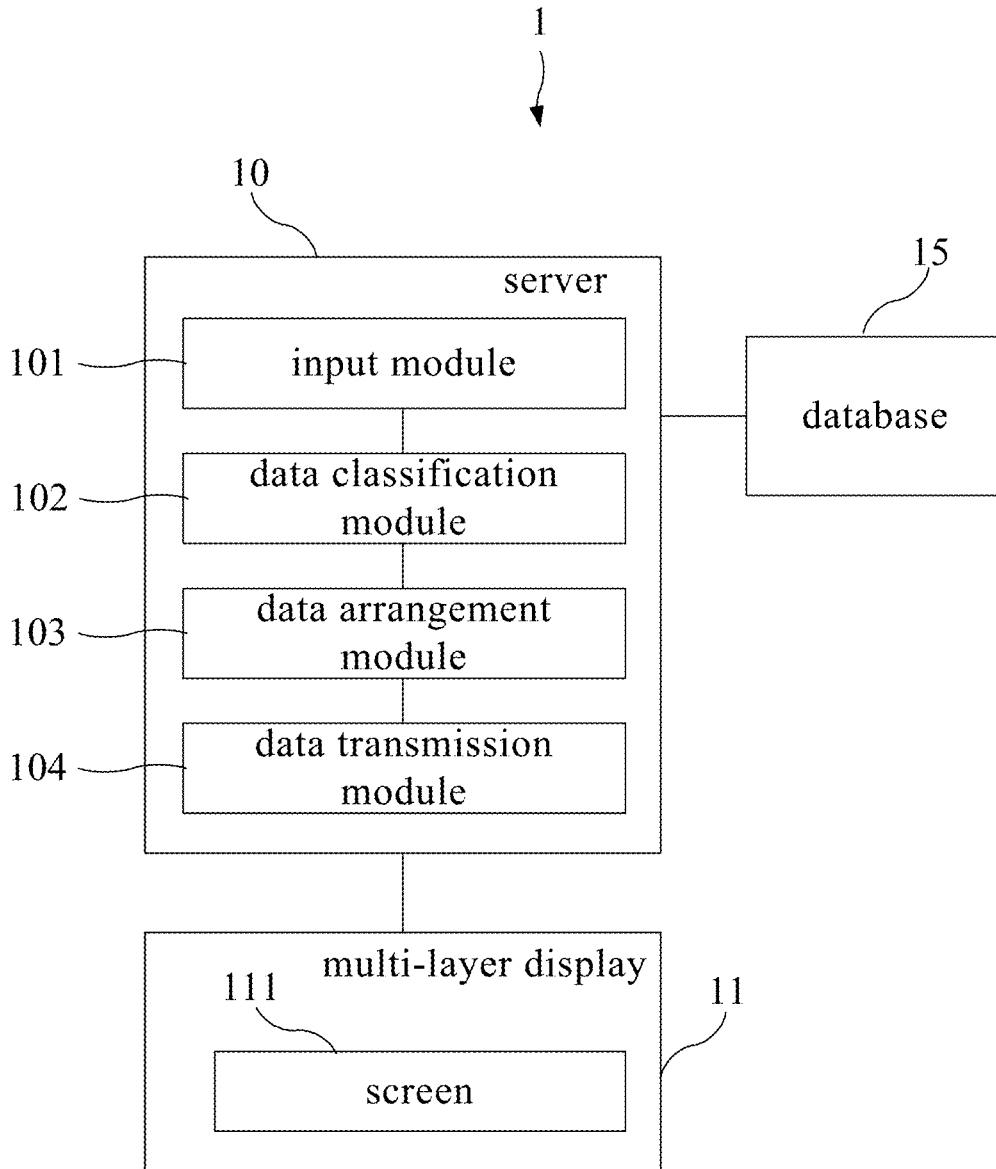 1
10
server
15
101
input module
database
102
data classification
module
103
data arrangement
module
104
data transmission
module
multi-layer display
111
11
screen